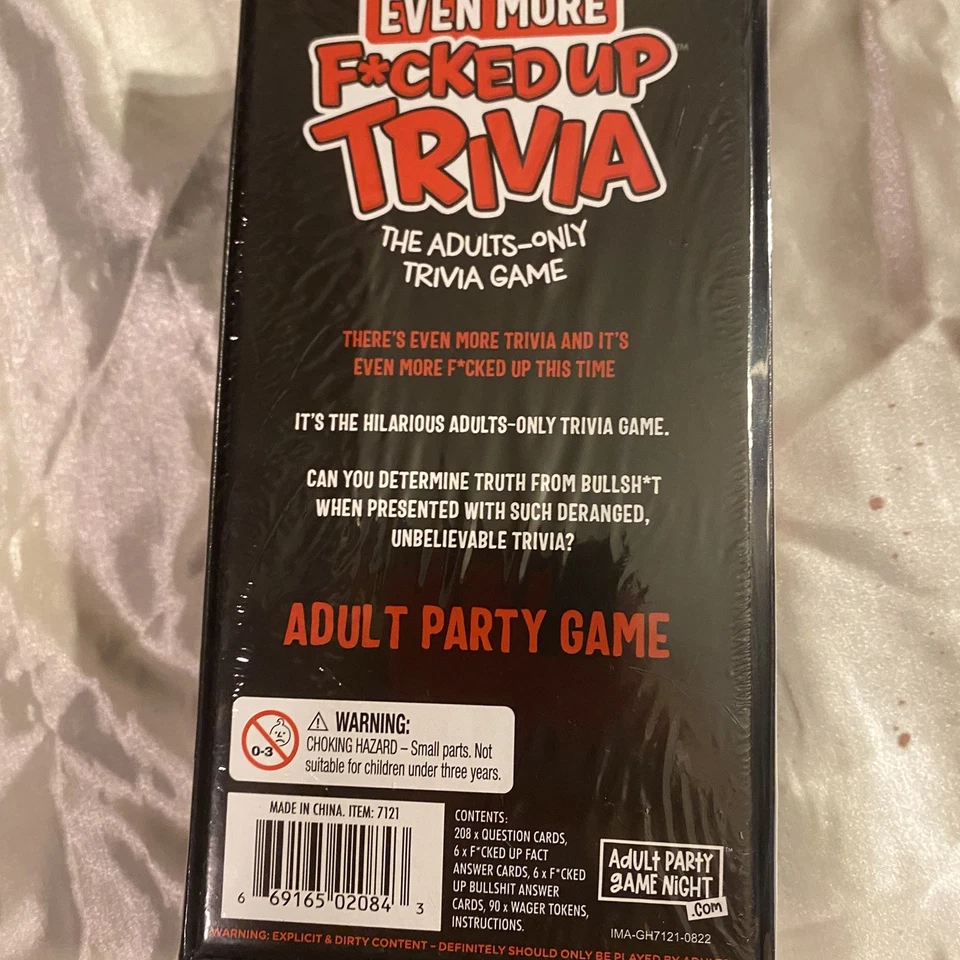 EVEN MORE
F*CKED UP™
TRIVIA
THE ADULTS-ONLY
TRIVIA GAME
THERE'S EVEN MORE TRIVIA AND IT'S
EVEN MORE F*CKED UP THIS TIME
IT'S THE HILARIOUS ADULTS-ONLY TRIVIA GAME.
CAN YOU DETERMINE TRUTH FROM BULLSH*T
WHEN PRESENTED WITH SUCH DERANGED,
UNBELIEVABLE TRIVIA?
ADULT PARTY GAME
0-3
WARNING:
CHOKING HAZARD – Small parts. Not
suitable for children under three years.
MADE IN CHINA. ITEM: 7121
6 69165 02084 3
CONTENTS:
208 x QUESTION CARDS,
6 x F*CKED UP FACT
ANSWER CARDS, 6 x F*CKED
UP BULLSHIT ANSWER
CARDS, 90 x WAGER TOKENS,
INSTRUCTIONS.
ADULT PARTY™
GAME NIGHT
.COM
IMA-GH7121-0822
WARNING: EXPLICIT & DIRTY CONTENT – DEFINITELY SHOULD ONLY BE PLAYED BY